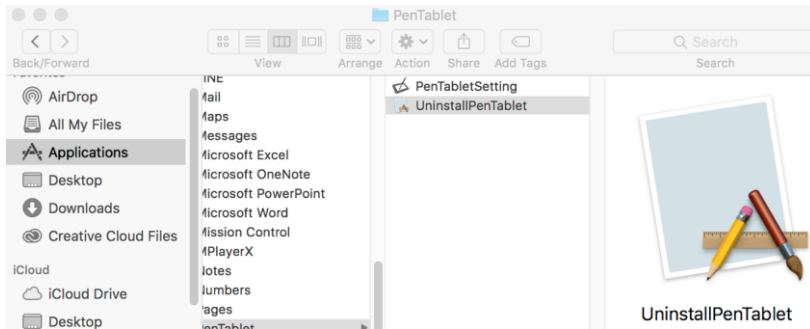 PenTablet
Back/Forward
View
Arrange
Action
Share
Add Tags
Search
Search
AirDrop
All My Files
Applications
Desktop
Downloads
Creative Cloud Files
iCloud
iCloud Drive
Desktop
Mail
Maps
Messages
Microsoft Excel
Microsoft OneNote
Microsoft PowerPoint
Microsoft Word
Mission Control
MPlayerX
Notes
Numbers
Pages
PenTablet
PenTabletSetting
UninstallPenTablet
UninstallPenTablet